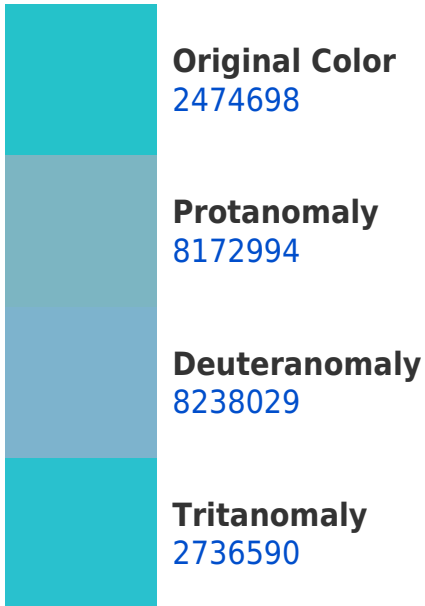 Original Color
2474698
Protanomaly
8172994
Deuteranomaly
8238029
Tritanomaly
2736590